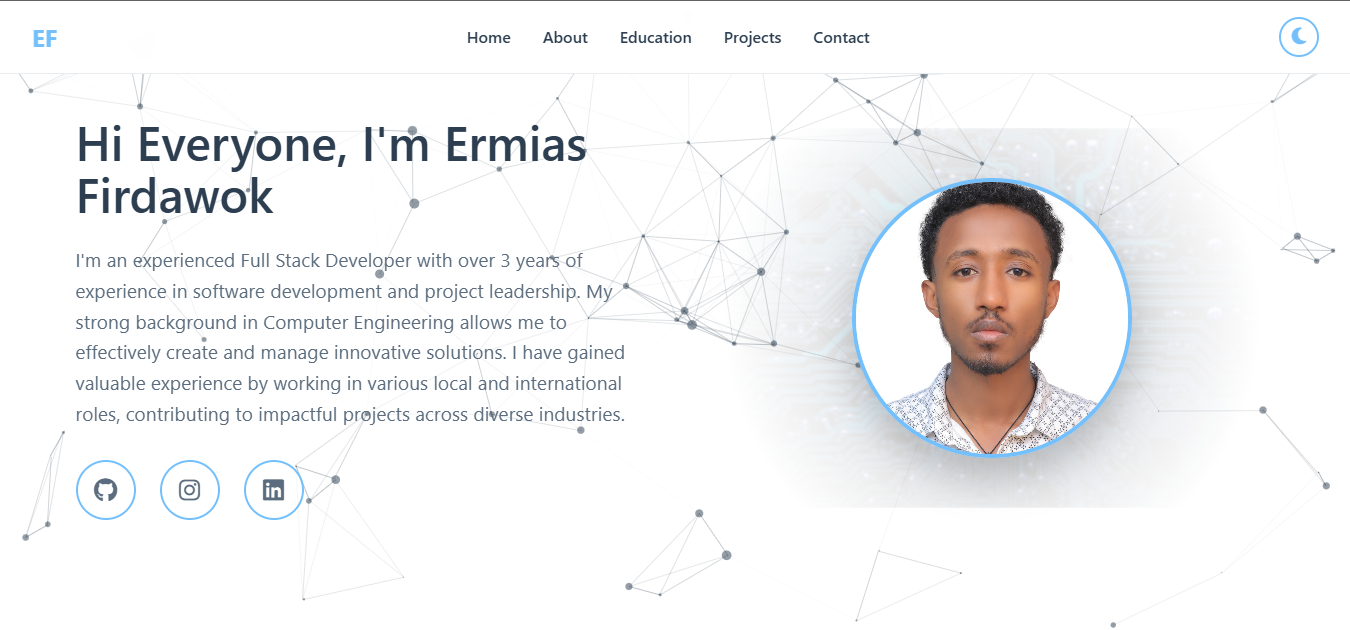 EF
Home
About
Education
Projects
Contact
Hi Everyone, I'm Ermias
Firdawok
I'm an experienced Full Stack Developer with over 3 years of
experience in software development and project leadership. My
strong background in Computer Engineering allows me to
effectively create and manage innovative solutions. I have gained
valuable experience by working in various local and international
roles, contributing to impactful projects across diverse industries.
in